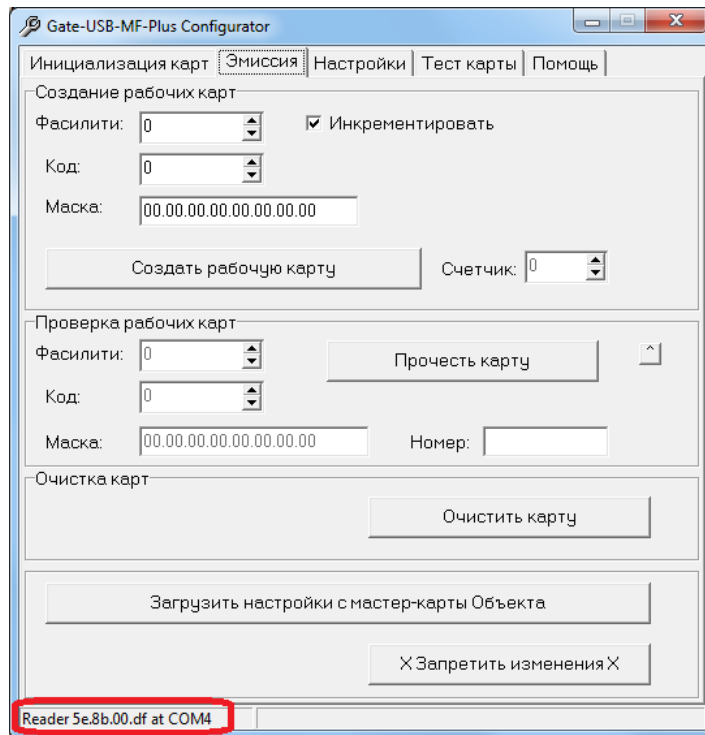 Gate-USB-MF-Plus Configurator
Инициализация карт Эмиссия Настройки Тест карты Помощь
Создание рабочих карт
Фасилити: 0 Инкрементировать
Код: 0
Маска: 00.00.00.00.00.00.00.00
Создать рабочую карту Счетчик: 0
Проверка рабочих карт
Фасилити: 0 Прочесть карту ^
Код: 0
Маска: 00.00.00.00.00.00.00.00 Номер:
Очистка карт
Очистить карту
Загрузить настройки с мастер-карты Объекта
X Запретить изменения X
Reader 5e.8b.00.df at COM4